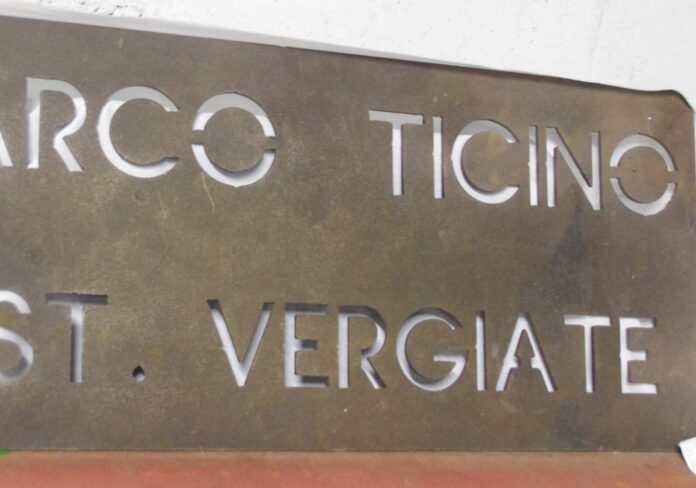 ARCO TICINO
ST. VERGIATE